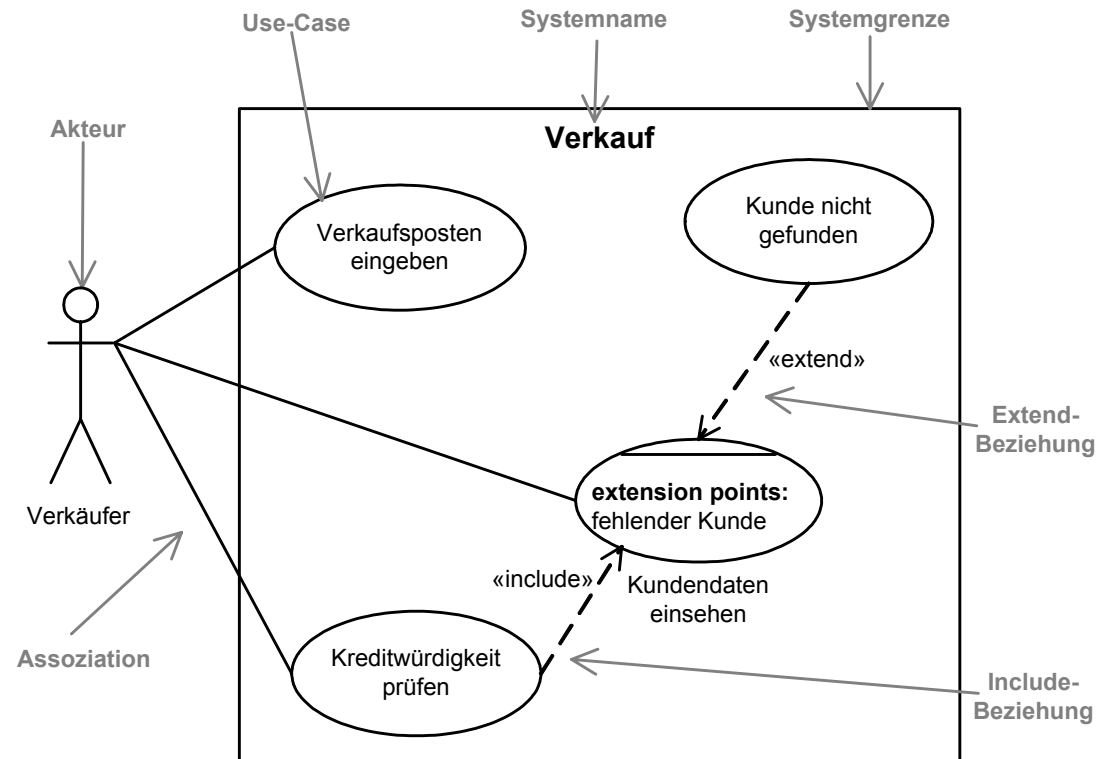 Use-Case
Systemname
Systemgrenze
Akteur
Verkauf
Verkaufsposten
eingeben
Kunde nicht
gefunden
«extend»
Extend-
Beziehung
extension points:
fehlender Kunde
Verkäufer
«include»
Kundendaten
einsehen
Assoziation
Kreditwürdigkeit
prüfen
Include-
Beziehung